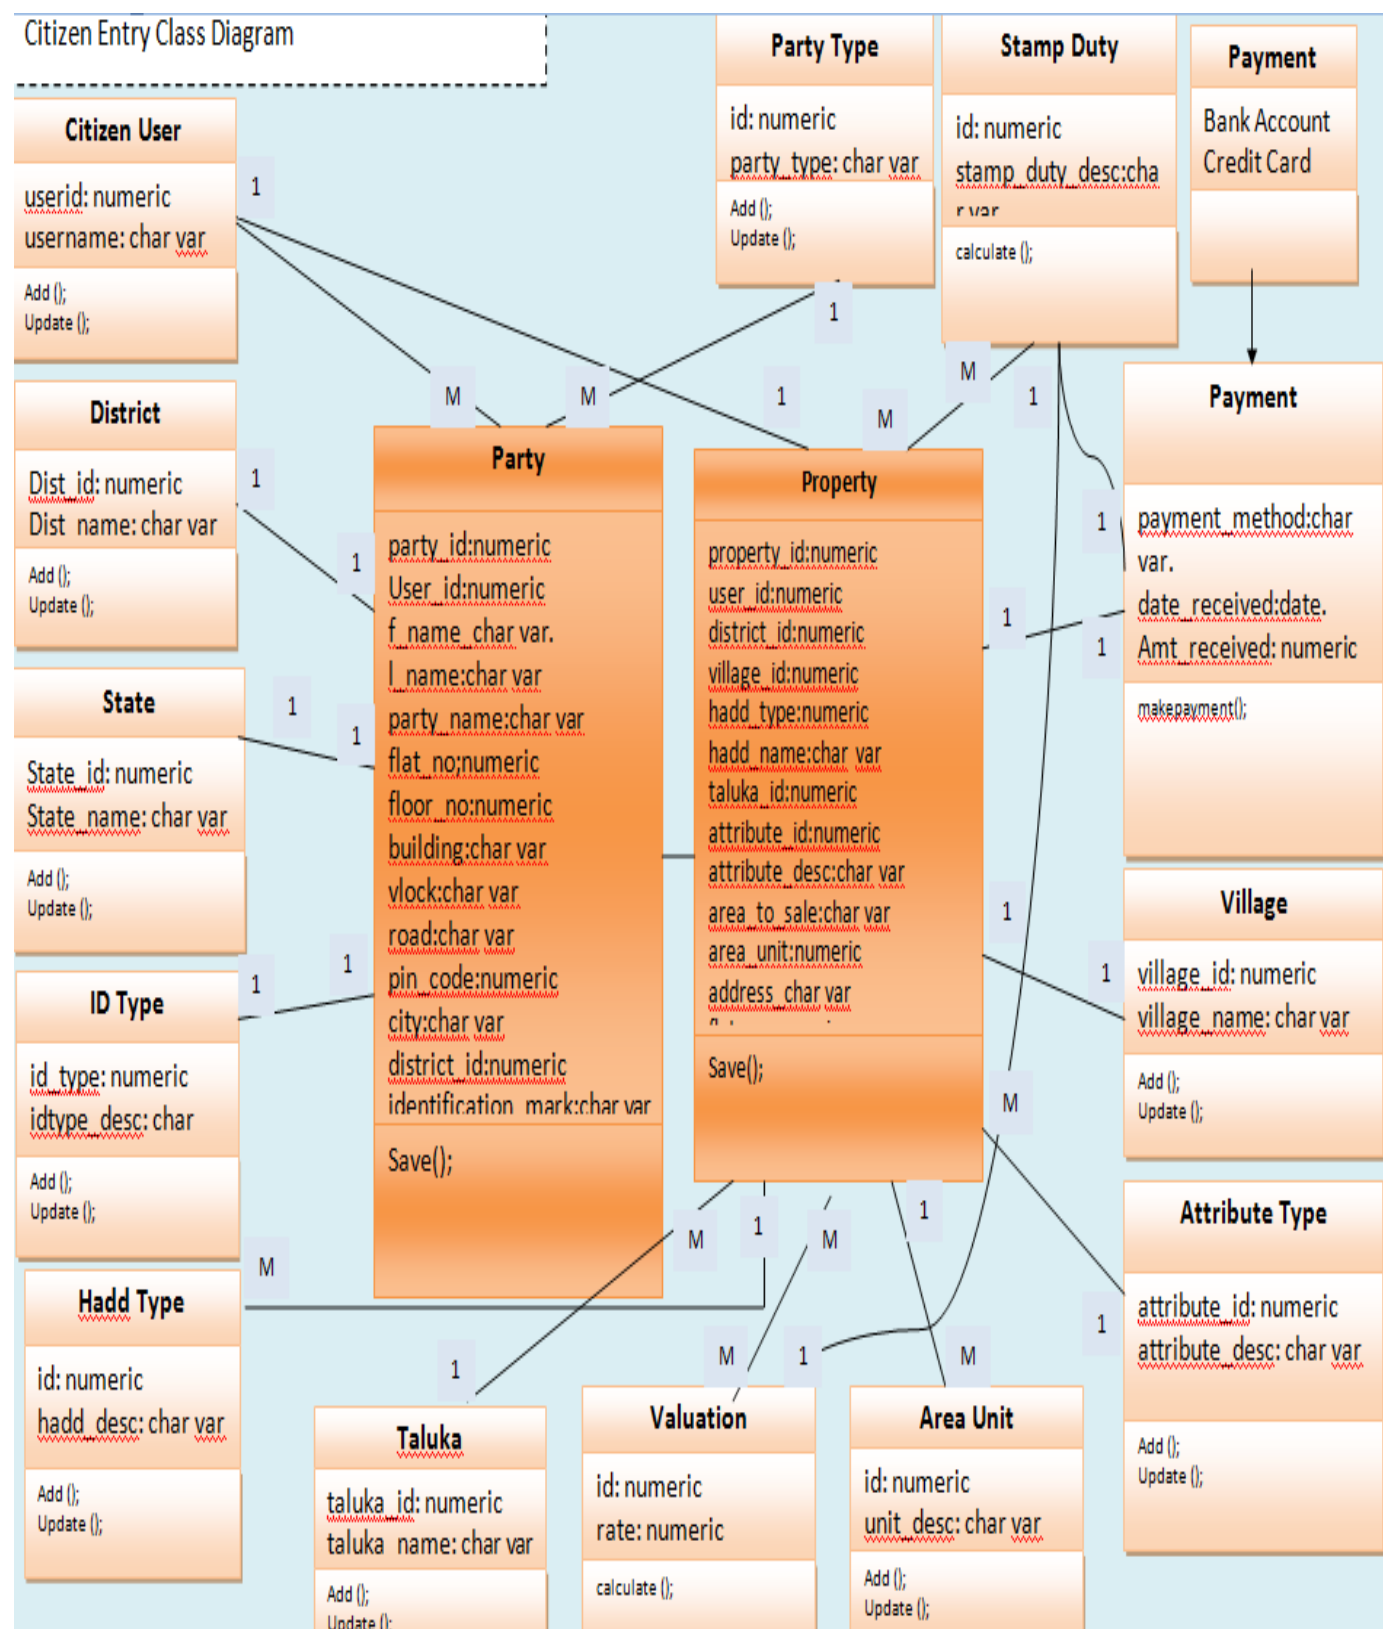 Citizen Entry Class Diagram
Citizen User
userid: numeric
username: char var
Add ();
Update ();
1
District
Dist_id: numeric
Dist_name: char var
Add ();
Update ();
1
1
State
State_id: numeric
State_name: char var
Add ();
Update ();
1
1
ID Type
id_type: numeric
idtype_desc: char
Add ();
Update ();
1
1
Hadd Type
id: numeric
hadd_desc: char var
Add ();
Update ();
M
Party Type
id: numeric
party_type: char var
Add ();
Update ();
1
M
M
Stamp Duty
id: numeric
stamp_duty_desc:cha
r var
calculate ();
M
1
M
1
Payment
Bank Account
Credit Card
Payment
payment_method:char
var.
date_received:date.
Amt_received: numeric
makepayment();
1
1
1
Party
party_id:numeric
User_id:numeric
f_name_char var.
l_name:char var
party_name:char var
flat_no;numeric
floor_no:numeric
building:char var
vlock:char var
road:char var
pin_code:numeric
city:char var
district_id:numeric
identification_mark:char var
Save();
Property
property_id:numeric
user_id:numeric
district_id:numeric
village_id:numeric
hadd_type:numeric
hadd_name:char var
taluka_id:numeric
attribute_id:numeric
attribute_desc:char var
area_to_sale:char var
area_unit:numeric
address_char var
Save();
Village
village_id: numeric
village_name: char var
Add ();
Update ();
1
1
M
Attribute Type
attribute_id: numeric
attribute_desc: char var
Add ();
Update ();
1
M
1
M
1
1
M
1
M
Taluka
taluka_id: numeric
taluka_name: char var
Add ();
Update ();
Valuation
id: numeric
rate: numeric
calculate ();
Area Unit
id: numeric
unit_desc: char var
Add ();
Update ();